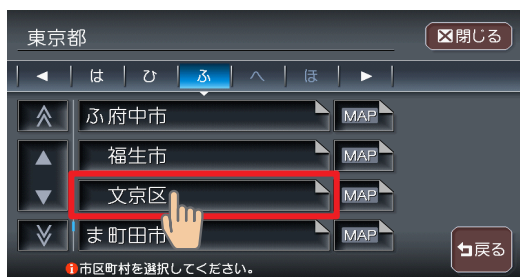 東京都
閉じる
◄ は ひ ふ へ ほ ►
ふ 府中市 MAP
福生市 MAP
文京区 MAP
ま 町田市 MAP
戻る
市区町村を選択してください。